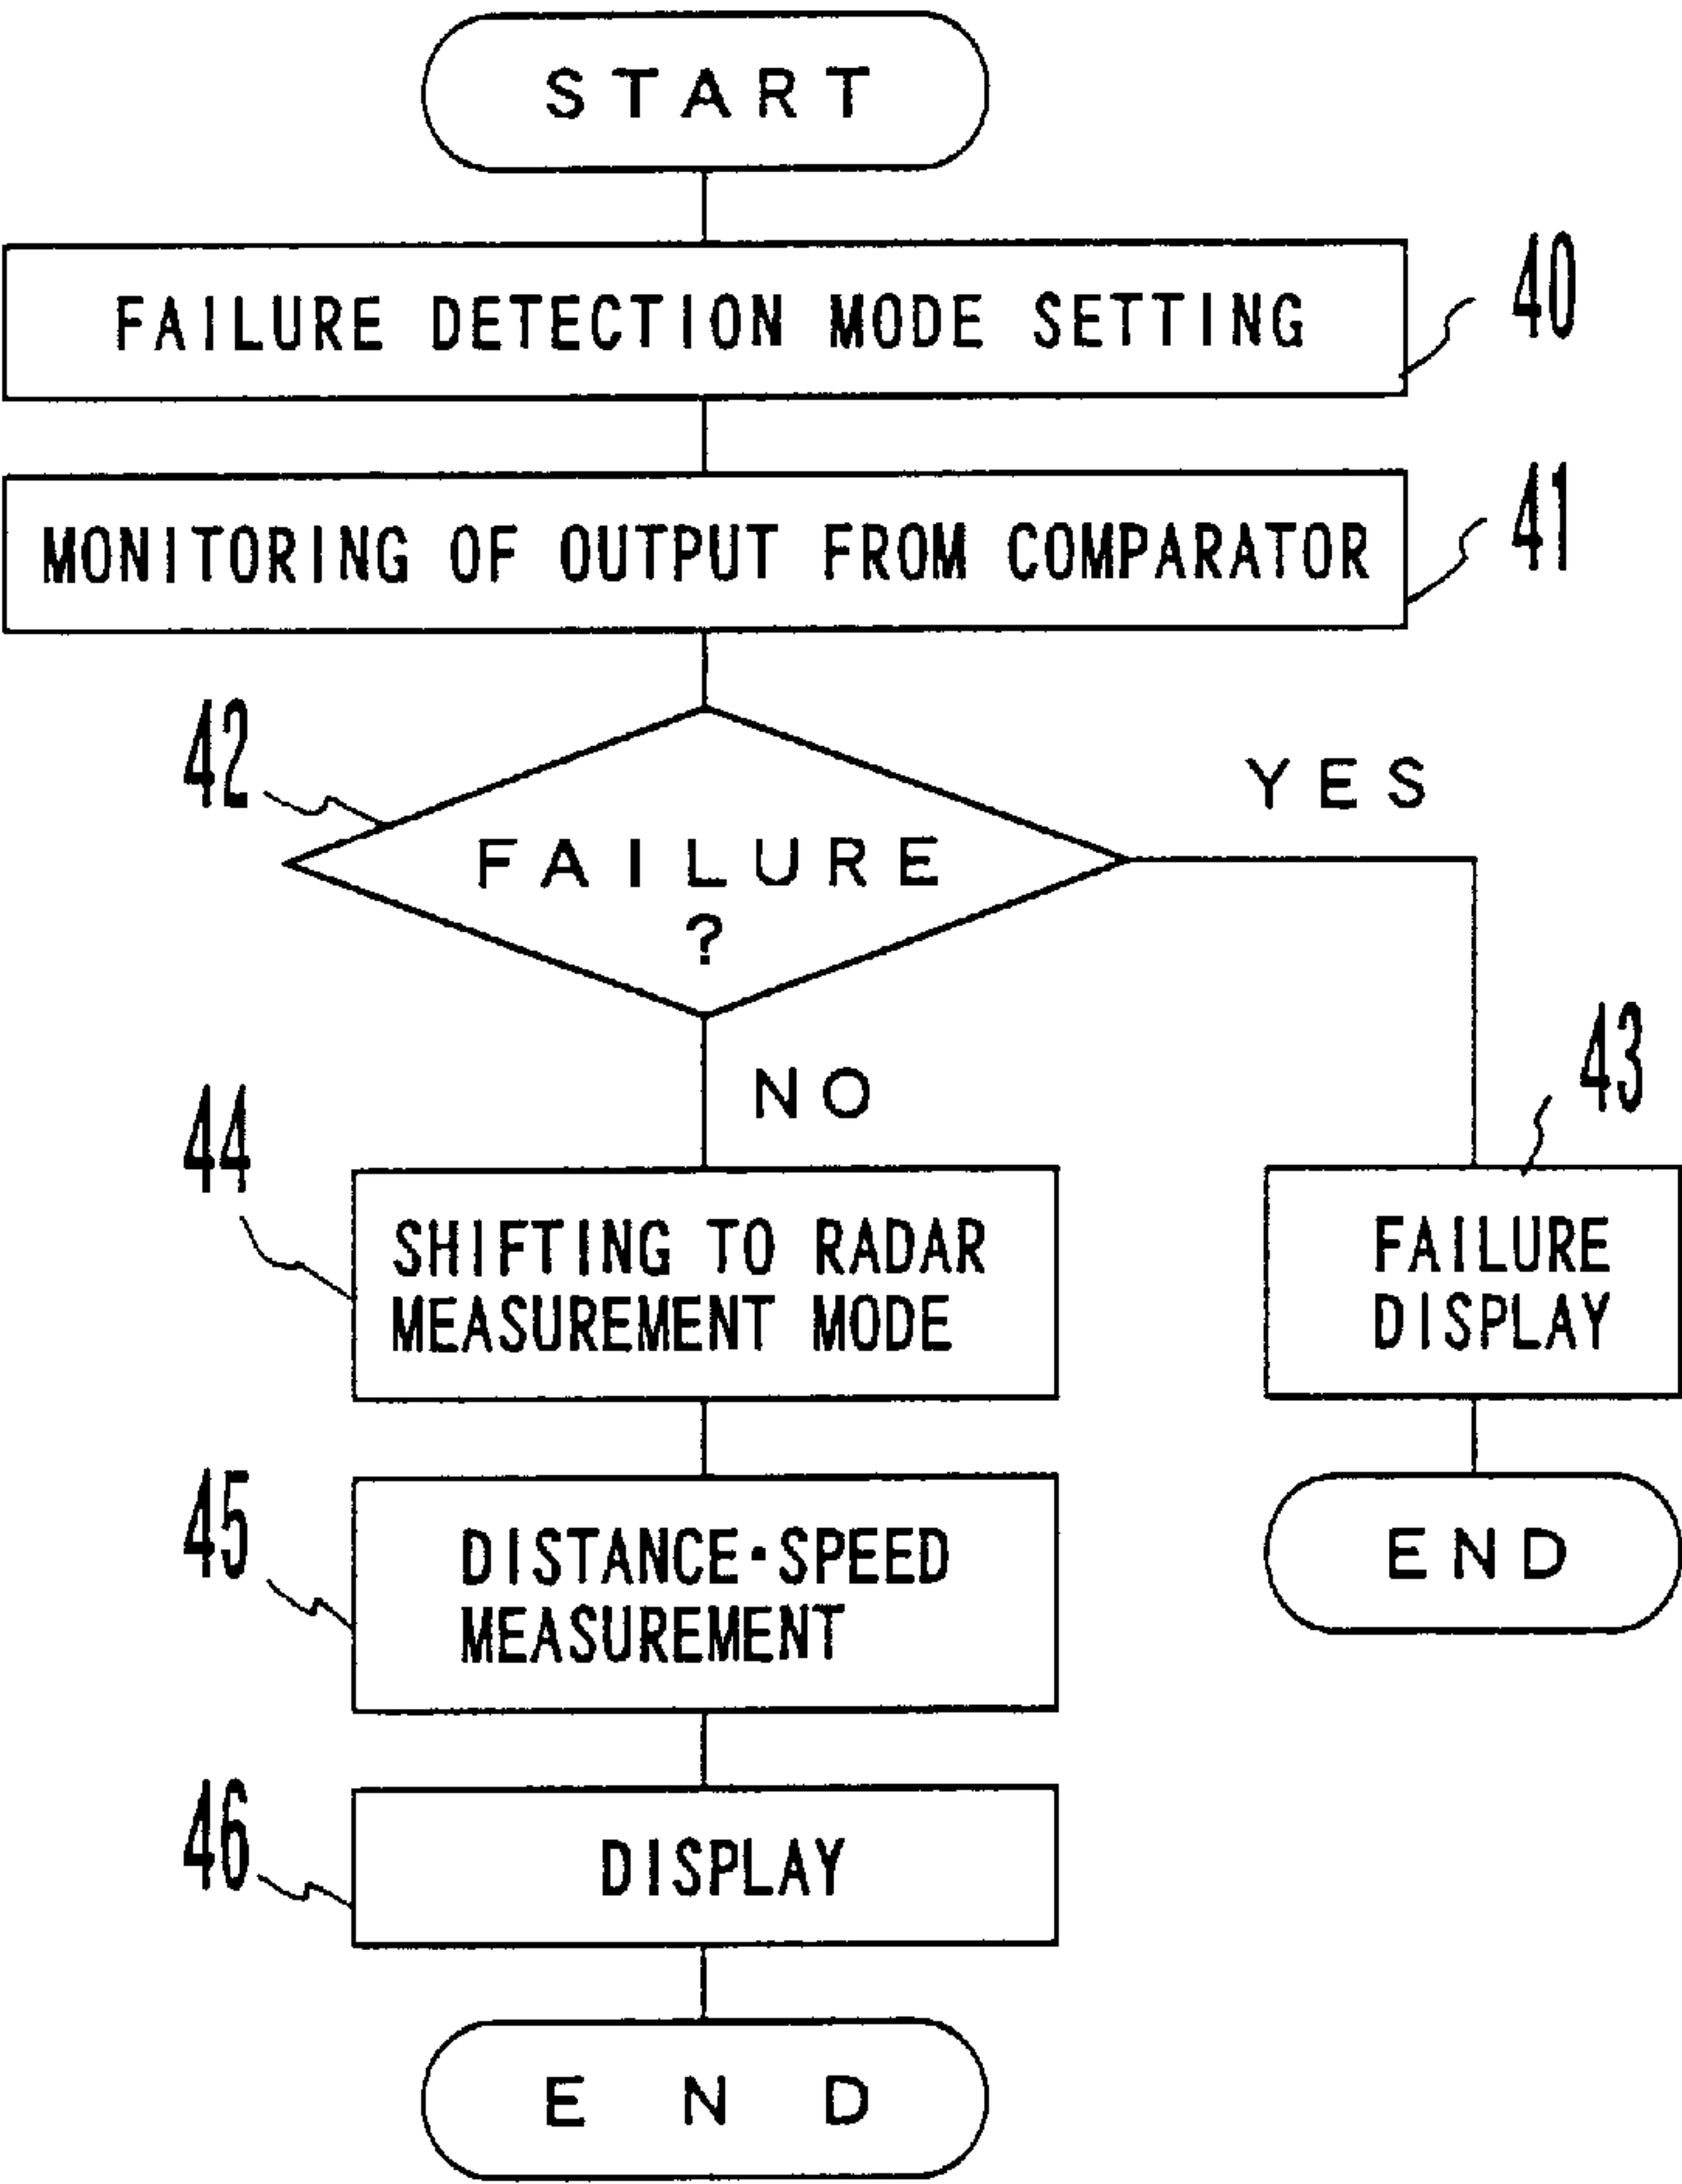 START
FAILURE DETECTION MODE SETTING
40
MONITORING OF OUTPUT FROM COMPARATOR
41
42
FAILURE
?
YES
NO
43
FAILURE
DISPLAY
END
44
SHIFTING TO RADAR
MEASUREMENT MODE
45
DISTANCE·SPEED
MEASUREMENT
46
DISPLAY
END